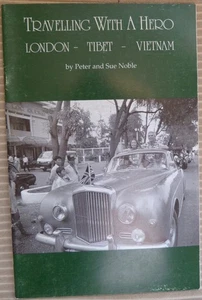 TRAVELLING WITH A HERO
LONDON - TIBET - VIETNAM
by Peter and Sue Noble